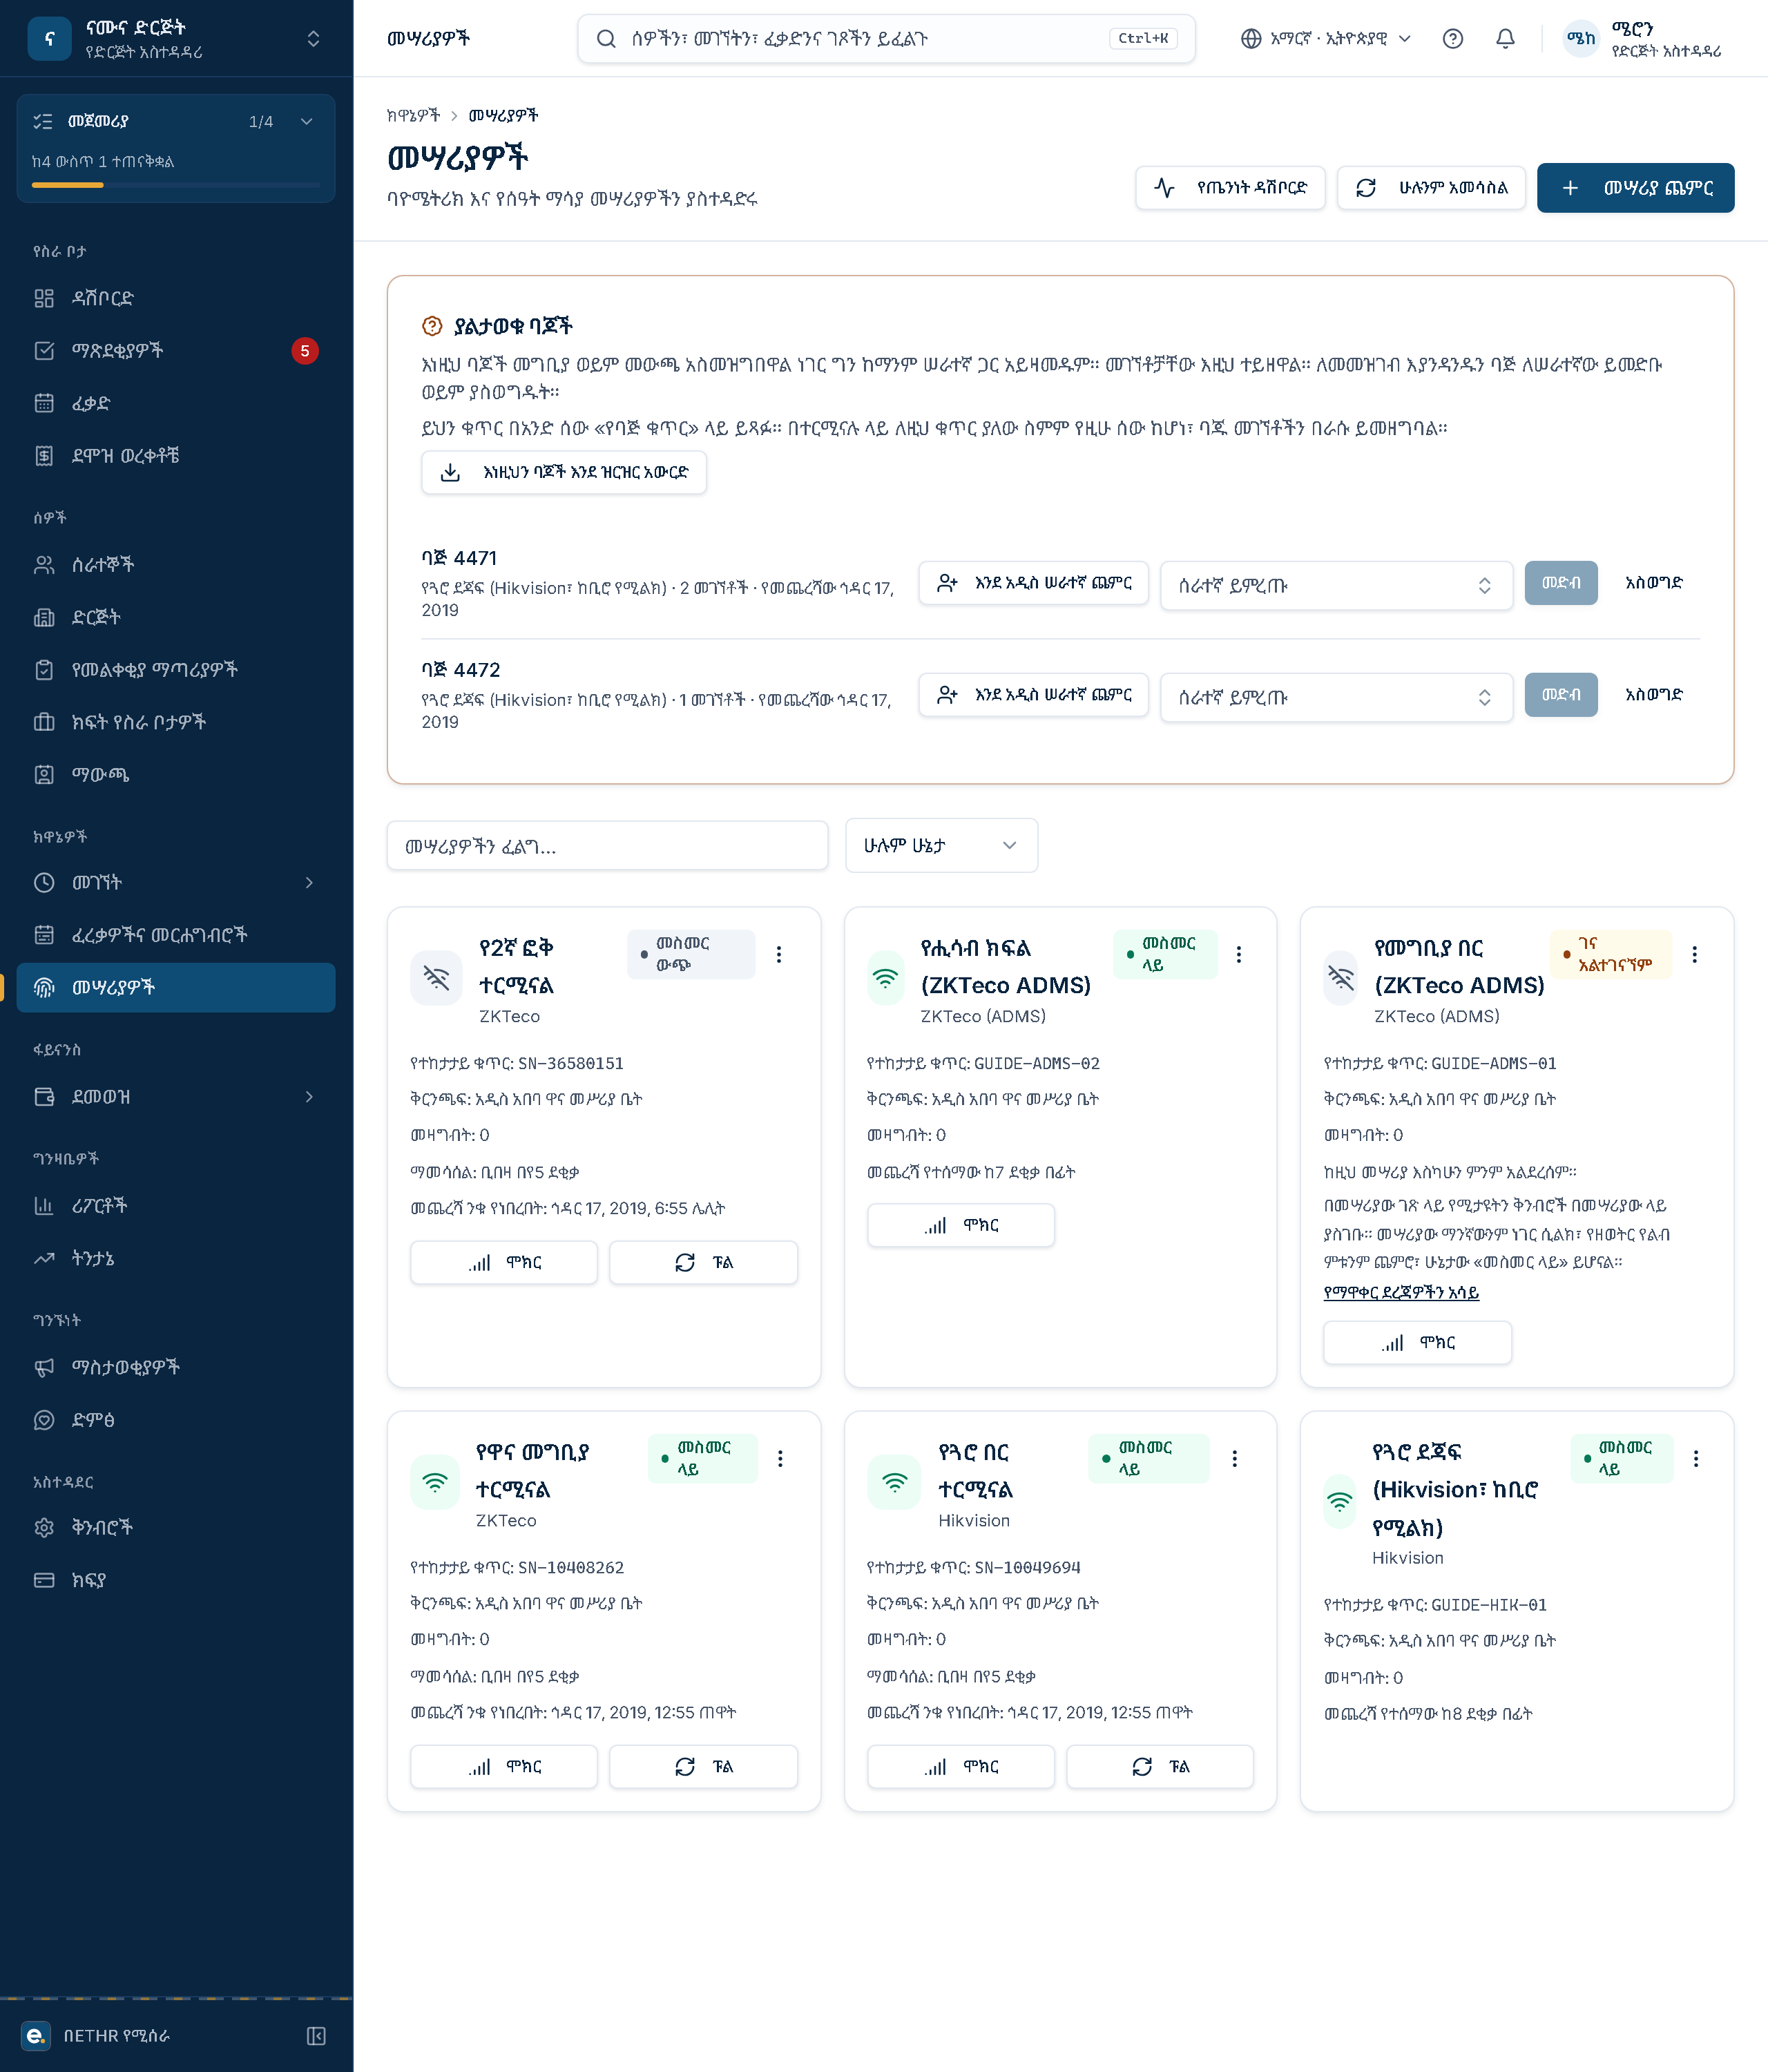 ና
ናሙና ድርጅት
የድርጅት አስተዳዳሪ
መጀመሪያ
1/4
ከ4 ውስጥ 1 ተጠናቅቋል
የስራ ቦታ
ዳሽቦርድ
ማጽደቂያዎች
5
ፈቃድ
ደሞዝ ወረቀቶቼ
ሰዎች
ሰራተኞች
ድርጅት
የመልቀቂያ ማጣሪያዎች
ክፍት የስራ ቦታዎች
ማውጫ
ክዋኔዎች
መገኘት
ፈረቃዎችና መርሐግብሮች
መሣሪያዎች
ፋይናንስ
ደመወዝ
ግንዛቤዎች
ሪፖርቶች
ትንታኔ
ግንኙነት
ማስታወቂያዎች
ድምፅ
አስተዳደር
ቅንብሮች
ክፍያ
e.
በETHR የሚሰራ
መሣሪያዎች
ሰዎችን፣ መገኘትን፣ ፈቃድንና ገጾችን ይፈልጉ
Ctrl+K
አማርኛ · ኢትዮጵያዊ
ሜከ
ሜሮን
የድርጅት አስተዳዳሪ
ክዋኔዎች
መሣሪያዎች
መሣሪያዎች
ባዮሜትሪክ እና የሰዓት ማሳያ መሣሪያዎችን ያስተዳድሩ
የጤንነት ዳሽቦርድ
ሁሉንም አመሳስል
መሣሪያ ጨምር
ያልታወቁ ባጆች
እነዚህ ባጆች መግቢያ ወይም መውጫ አስመዝግበዋል ነገር ግን ከማንም ሠራተኛ ጋር አይዛመዱም። መገኘቶቻቸው እዚህ ተይዘዋል። ለመመዝገብ እያንዳንዱን ባጅ ለሠራተኛው ይመድቡ
ወይም ያስወግዱት።
ይህን ቁጥር በአንድ ሰው «የባጅ ቁጥር» ላይ ይጻፉ። በተርሚናሉ ላይ ለዚህ ቁጥር ያለው ስምም የዚሁ ሰው ከሆነ፣ ባጁ መገኘቶችን በራሱ ይመዘግባል።
እነዚህን ባጆች እንደ ዝርዝር አውርድ
ባጅ 4471
የጓሮ ደጃፍ (Hikvision፣ ከቢሮ የሚልክ) · 2 መገኘቶች · የመጨረሻው ኅዳር 17,
2019
እንደ አዲስ ሠራተኛ ጨምር
ሰራተኛ ይምረጡ
መድብ
አስወግድ
ባጅ 4472
የጓሮ ደጃፍ (Hikvision፣ ከቢሮ የሚልክ) · 1 መገኘቶች · የመጨረሻው ኅዳር 17,
2019
እንደ አዲስ ሠራተኛ ጨምር
ሰራተኛ ይምረጡ
መድብ
አስወግድ
መሣሪያዎችን ፈልግ...
ሁሉም ሁኔታ
የ2ኛ ፎቅ
ተርሚናል
ZKTeco
መስመር
ውጭ
የተከታታይ ቁጥር: SN-36580151
ቅርንጫፍ: አዲስ አበባ ዋና መሥሪያ ቤት
መዛግብት: 0
ማመሳሰል: ቢበዛ በየ5 ደቂቃ
መጨረሻ ንቁ የነበረበት: ኅዳር 17, 2019, 6:55 ሌሊት
ሞክር
ፑል
የሒሳብ ክፍል
(ZKTeco ADMS)
ZKTeco (ADMS)
መስመር
ላይ
የተከታታይ ቁጥር: GUIDE-ADMS-02
ቅርንጫፍ: አዲስ አበባ ዋና መሥሪያ ቤት
መዛግብት: 0
መጨረሻ የተሰማው ከ7 ደቂቃ በፊት
ሞክር
የመግቢያ በር
(ZKTeco ADMS)
ZKTeco (ADMS)
ገና
አልተገናኘም
የተከታታይ ቁጥር: GUIDE-ADMS-01
ቅርንጫፍ: አዲስ አበባ ዋና መሥሪያ ቤት
መዛግብት: 0
ከዚህ መሣሪያ እስካሁን ምንም አልደረሰም።
በመሣሪያው ገጽ ላይ የሚታዩትን ቅንብሮች በመሣሪያው ላይ
ያስገቡ። መሣሪያው ማንኛውንም ነገር ሲልክ፣ የዘወትር የልብ
ምቱንም ጨምሮ፣ ሁኔታው «መስመር ላይ» ይሆናል።
የማዋቀር ደረጃዎችን አሳይ
ሞክር
የዋና መግቢያ
ተርሚናል
ZKTeco
መስመር
ላይ
የተከታታይ ቁጥር: SN-10408262
ቅርንጫፍ: አዲስ አበባ ዋና መሥሪያ ቤት
መዛግብት: 0
ማመሳሰል: ቢበዛ በየ5 ደቂቃ
መጨረሻ ንቁ የነበረበት: ኅዳር 17, 2019, 12:55 ጠዋት
ሞክር
ፑል
የጓሮ በር
ተርሚናል
Hikvision
መስመር
ላይ
የተከታታይ ቁጥር: SN-10049694
ቅርንጫፍ: አዲስ አበባ ዋና መሥሪያ ቤት
መዛግብት: 0
ማመሳሰል: ቢበዛ በየ5 ደቂቃ
መጨረሻ ንቁ የነበረበት: ኅዳር 17, 2019, 12:55 ጠዋት
ሞክር
ፑል
የጓሮ ደጃፍ
(Hikvision፣ ከቢሮ
የሚልክ)
Hikvision
መስመር
ላይ
የተከታታይ ቁጥር: GUIDE-HIK-01
ቅርንጫፍ: አዲስ አበባ ዋና መሥሪያ ቤት
መዛግብት: 0
መጨረሻ የተሰማው ከ8 ደቂቃ በፊት